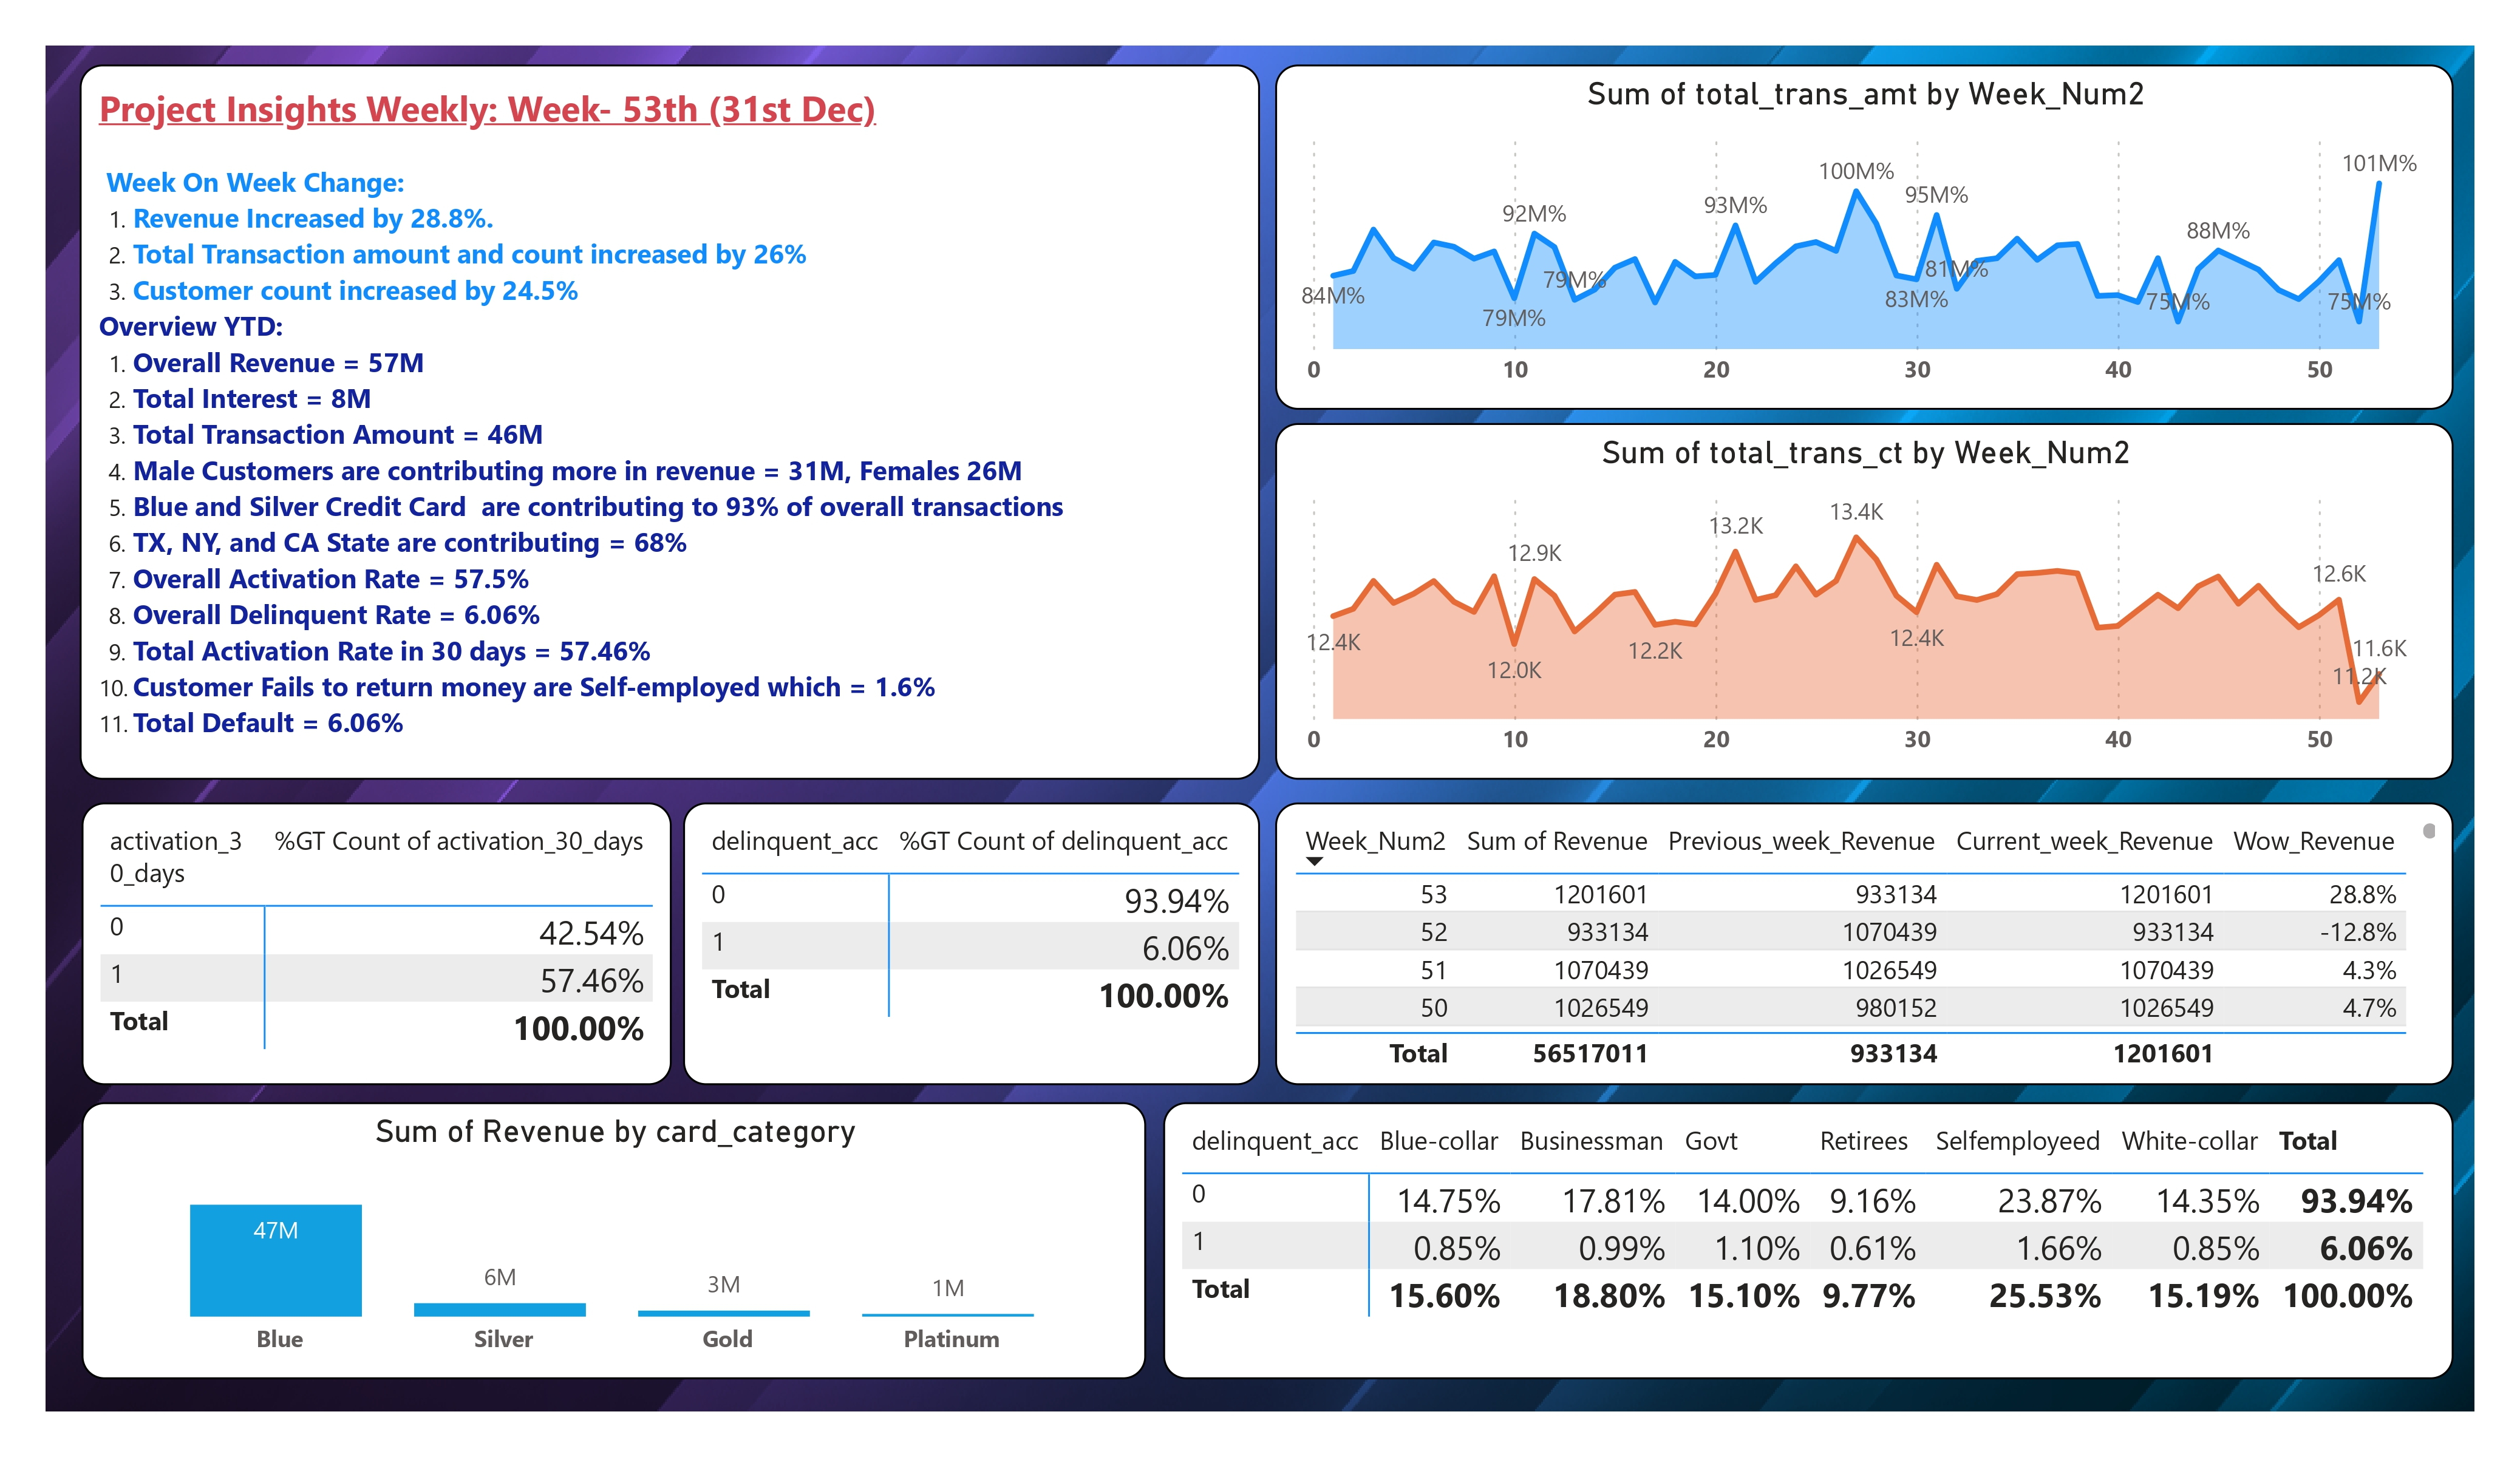 Project Insights Weekly: Week- 53th (31st Dec)
Week On Week Change:
1. Revenue Increased by 28.8%.
2. Total Transaction amount and count increased by 26%
3. Customer count increased by 24.5%
Overview YTD:
1. Overall Revenue = 57M
2. Total Interest = 8M
3. Total Transaction Amount = 46M
4. Male Customers are contributing more in revenue = 31M, Females 26M
5. Blue and Silver Credit Card  are contributing to 93% of overall transactions
6. TX, NY, and CA State are contributing = 68%
7. Overall Activation Rate = 57.5%
8. Overall Delinquent Rate = 6.06%
9. Total Activation Rate in 30 days = 57.46%
10. Customer Fails to return money are Self-employed which = 1.6%
11. Total Default = 6.06%
Sum of total_trans_amt by Week_Num2
101M%
100M%
95M%
92M%
93M%
88M%
84M%
79M%
79M%
83M%
81M%
75M%
75M%
0 10 20 30 40 50
Sum of total_trans_ct by Week_Num2
13.4K
13.2K
12.9K
12.6K
12.4K
12.0K
12.2K
12.4K
11.6K
11.2K
0 10 20 30 40 50
activation_3
0_days
%GT Count of activation_30_days
0 42.54%
1 57.46%
Total 100.00%
delinquent_acc %GT Count of delinquent_acc
0 93.94%
1 6.06%
Total 100.00%
Week_Num2 Sum of Revenue Previous_week_Revenue Current_week_Revenue Wow_Revenue
53 1201601 933134 1201601 28.8%
52 933134 1070439 933134 -12.8%
51 1070439 1026549 1070439 4.3%
50 1026549 980152 1026549 4.7%
Total 56517011 933134 1201601
Sum of Revenue by card_category
47M
6M
3M
1M
Blue Silver Gold Platinum
delinquent_acc Blue-collar Businessman Govt Retirees Selfemployeed White-collar Total
0 14.75% 17.81% 14.00% 9.16% 23.87% 14.35% 93.94%
1 0.85% 0.99% 1.10% 0.61% 1.66% 0.85% 6.06%
Total 15.60% 18.80% 15.10% 9.77% 25.53% 15.19% 100.00%